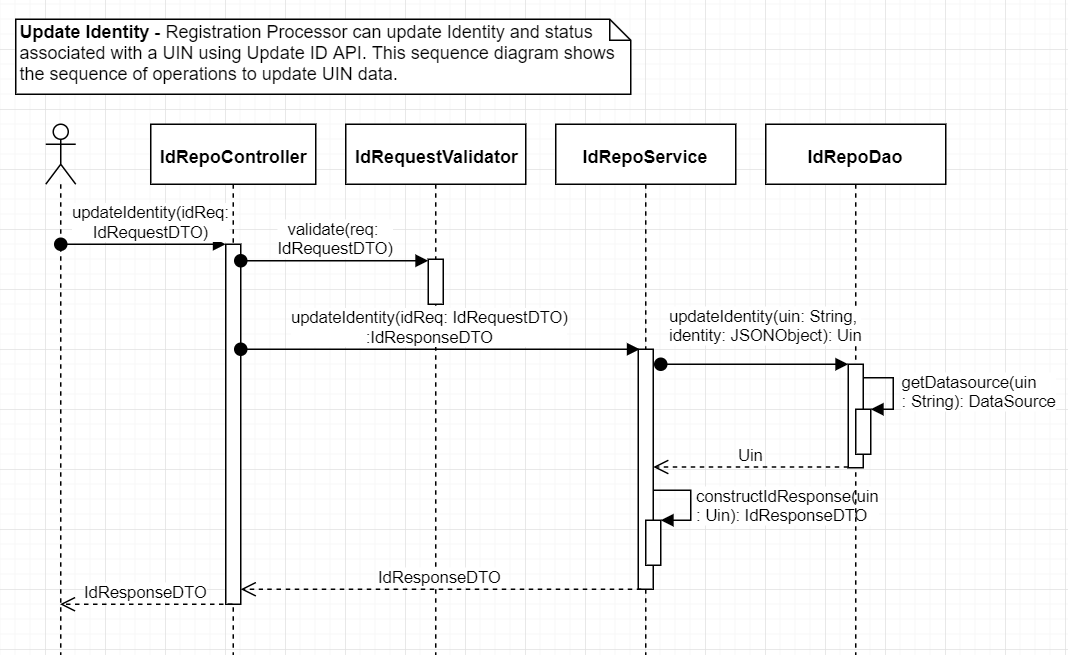 Update Identity - Registration Processor can update Identity and status
associated with a UIN using Update ID API. This sequence diagram shows
the sequence of operations to update UIN data.
IdRepoController
IdRequestValidator
IdRepoService
IdRepoDao
updateIdentity(idReq:
IdRequestDTO)
validate(req:
IdRequestDTO)
updateIdentity(idReq: IdRequestDTO)
:IdResponseDTO
updateIdentity(uin: String,
identity: JSONObject): Uin
getDatasource(uin
: String): DataSource
Uin
constructIdResponse(uin
: Uin): IdResponseDTO
IdResponseDTO
IdResponseDTO